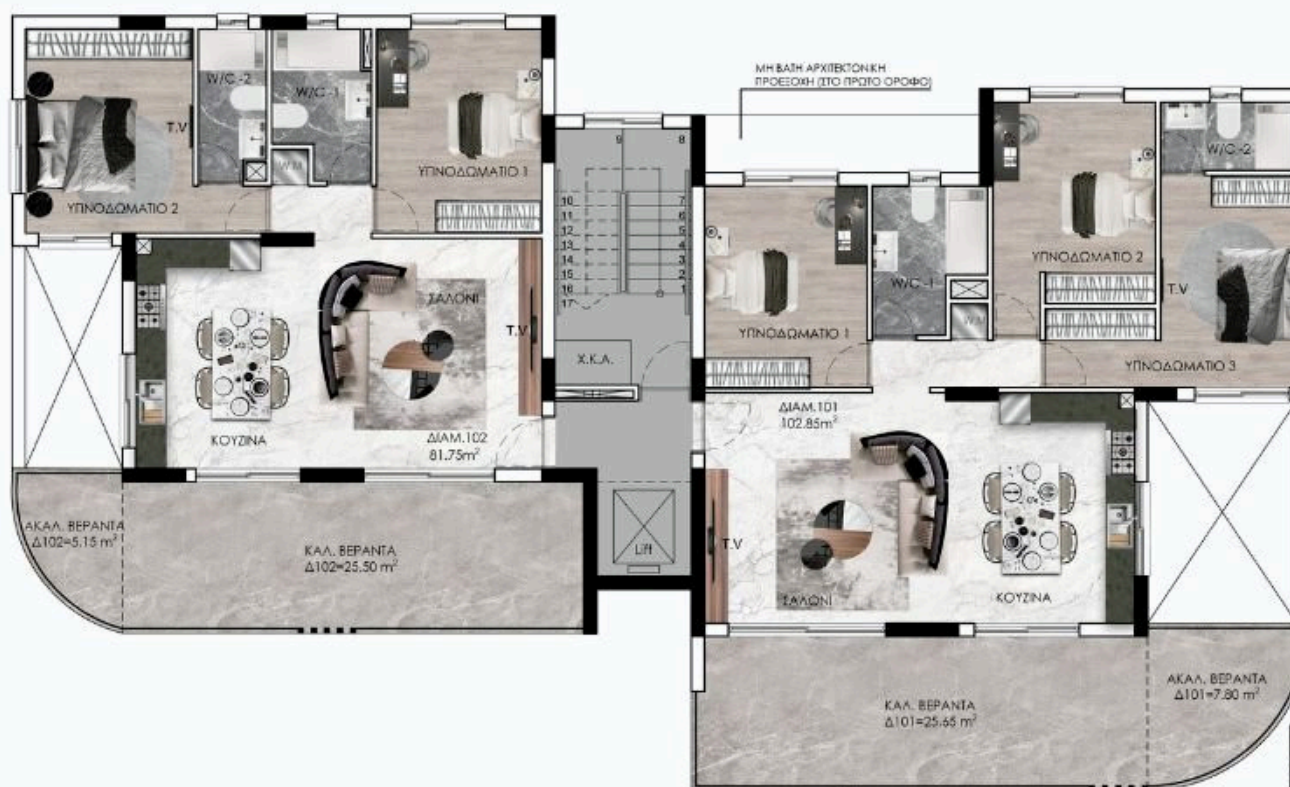 W/C.-2
W/C.-1
T.V
W.M
ΥΠΝΟΔΩΜΑΤΙΟ 1
ΥΠΝΟΔΩΜΑΤΙΟ 2
ΣΑΛΟΝΙ
T.V
ΚΟΥΖΙΝΑ
ΔΙΑΜ.102
81.75m²
ΑΚΑΛ. ΒΕΡΑΝΤΑ
Δ102=5.15 m²
ΚΑΛ. ΒΕΡΑΝΤΑ
Δ102=25.50 m²
9 8
10 7
11 6
12 5
13 4
14 3
15 2
16 1
17
Χ.Κ.Α.
Lift
ΜΗ ΒΑΤΗ ΑΡΧΙΤΕΚΤΟΝΙΚΗ
ΠΡΟΕΞΟΧΗ (ΣΤΟ ΠΡΩΤΟ ΟΡΟΦΟ)
W/C.-2
ΥΠΝΟΔΩΜΑΤΙΟ 2
W/C.-1
T.V
W.M
ΥΠΝΟΔΩΜΑΤΙΟ 1
ΥΠΝΟΔΩΜΑΤΙΟ 3
ΔΙΑΜ.101
102.85m²
T.V
ΣΑΛΟΝΙ
ΚΟΥΖΙΝΑ
ΑΚΑΛ. ΒΕΡΑΝΤΑ
Δ101=7.80 m²
ΚΑΛ. ΒΕΡΑΝΤΑ
Δ101=25.65 m²